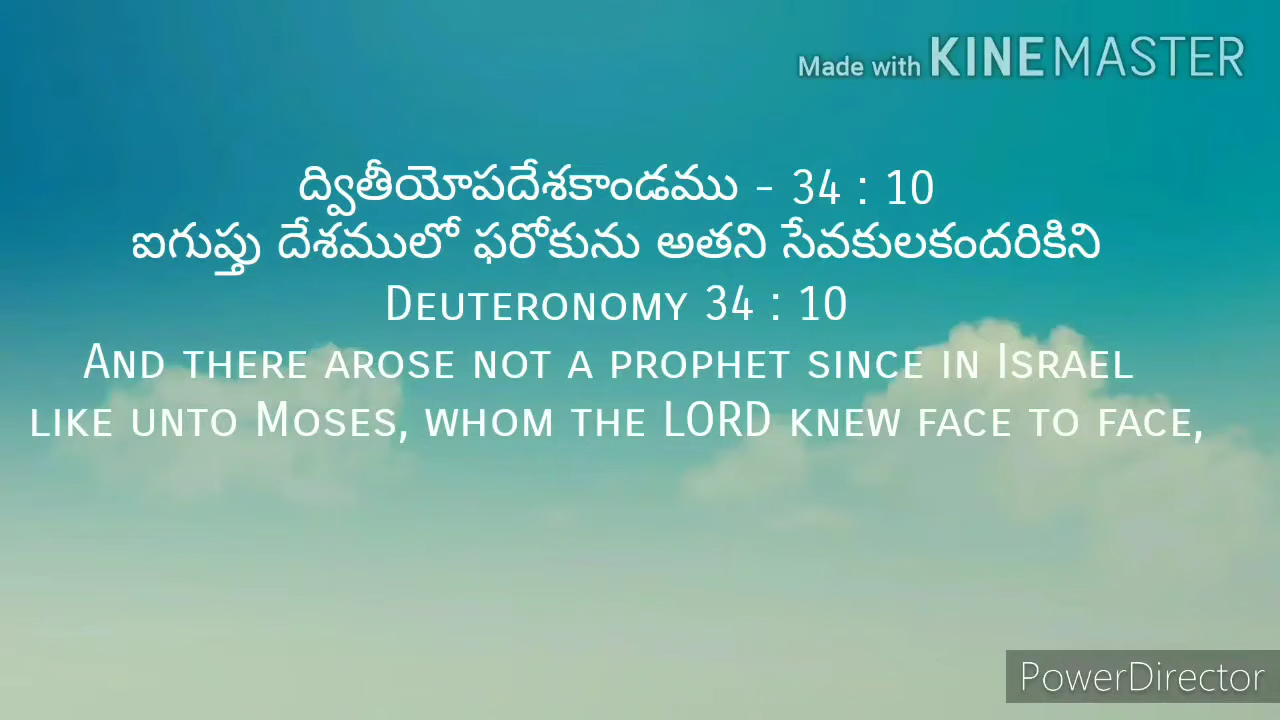 Made with KINEMASTER
ద్వితీయోపదేశకాండము - 34 : 10
ఐగుప్తు దేశములో ఫరోకును అతని సేవకులకందరికిని
Deuteronomy 34 : 10
And there arose not a prophet since in Israel
like unto Moses, whom the LORD knew face to face,
PowerDirector